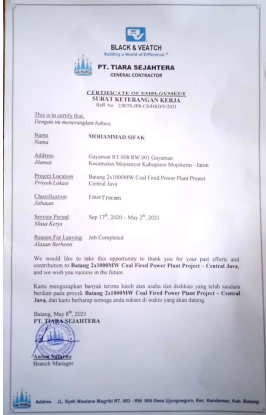 BV
BLACK & VEATCH
Building a World of Difference™
PT. TIARA SEJAHTERA
GENERAL CONTRACTOR
CERTIFICATE OF EMPLOYMENT
SURAT KETERANGAN KERJA
Reff No.
This is to certify that,
Dengan ini menerangkan bahwa,
Name MOHAMMAD SIFAK
Nama
Address Gayaman RT 008 RW 001 Gayaman
Alamat Kecamatan Mojoanyar Kabupaten Mojokerto - Jatim
Project Location Batang 2x1000MW Coal Fired Power Plant Project
Proyek/Lokasi Central Java
Classification Fitter Erection
Jabatan
Service Period Sep 17th, 2020 – May 2nd, 2021
Masa Kerja
Reason For Leaving Job Completed
Alasan Berhenti
We would like to take this opportunity to thank you for your past efforts and
contribution to Batang 2x1000MW Coal Fired Power Plant Project – Central Java,
and we wish you success in the future.
Kami mengucapkan banyak terima kasih atas usaha dan dedikasi yang telah saudara
berikan pada proyek Batang 2x1000MW Coal Fired Power Plant Project – Central
Java, dan kami berharap semoga anda sukses di waktu yang akan datang.
Batang, May 8th, 2021
PT. TIARA SEJAHTERA
Branch Manager
Address : JL. Syeh Maulana Magribi RT. 003 - RW. 009 Desa Ujungnegoro, Kec. Kandeman, Kab. Batang